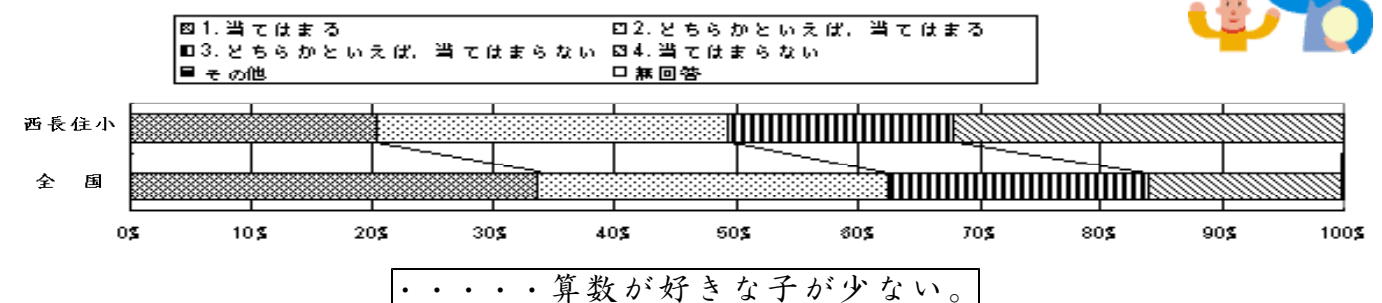 1.当てはまる
2.どちらかといえば，当てはまる
3.どちらかといえば，当てはまらない
4.当てはまらない
その他
無回答
西長住小
全　国
0%
10%
20%
30%
40%
50%
60%
70%
80%
90%
100%
・・・・・算数が好きな子が少ない。